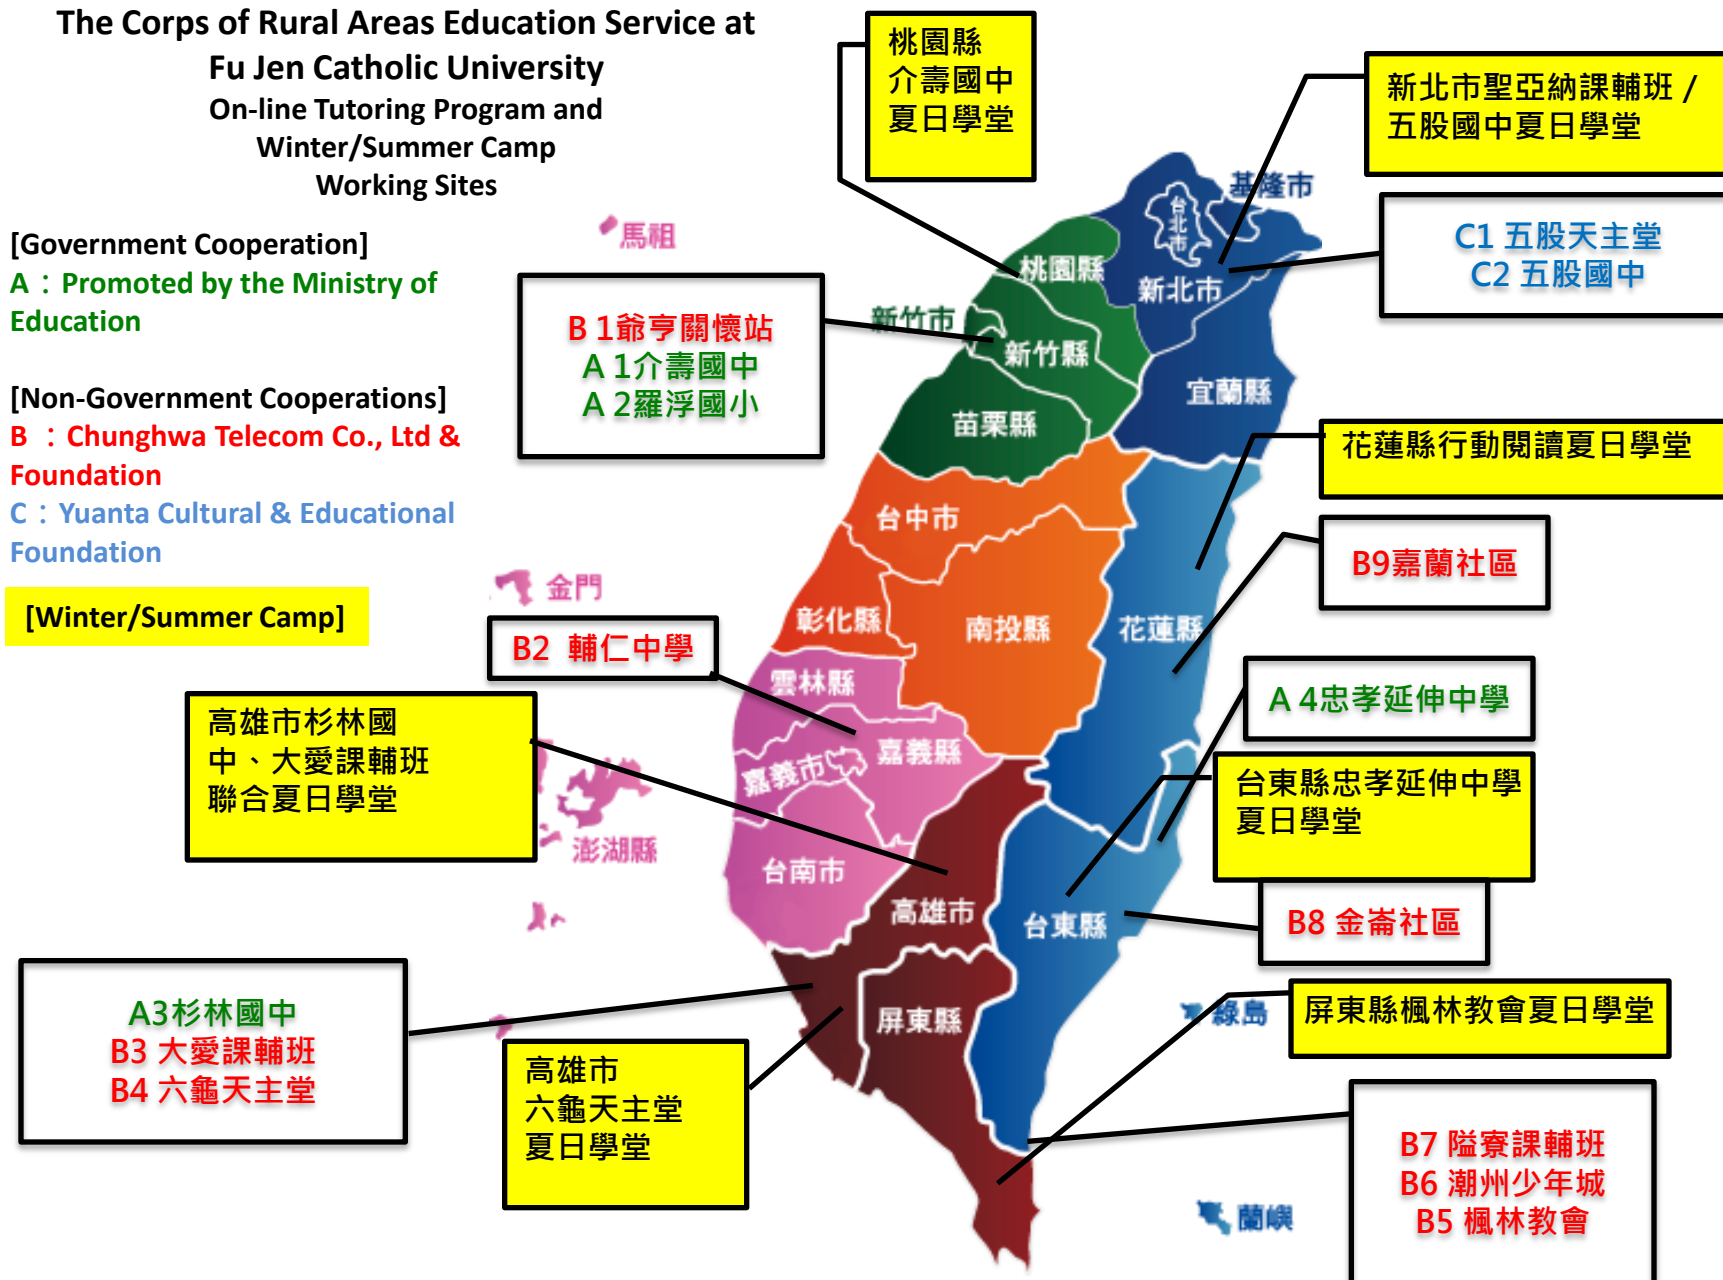 The Corps of Rural Areas Education Service at
Fu Jen Catholic University
On-line Tutoring Program and
Winter/Summer Camp
Working Sites
[Government Cooperation]
A：Promoted by the Ministry of
Education
[Non-Government Cooperations]
B ：Chunghwa Telecom Co., Ltd &
Foundation
C：Yuanta Cultural & Educational
Foundation
[Winter/Summer Camp]
桃園縣
介壽國中
夏日學堂
新北市聖亞納課輔班 /
五股國中夏日學堂
C1 五股天主堂
C2 五股國中
B 1爺亨關懷站
A 1介壽國中
A 2羅浮國小
花蓮縣行動閱讀夏日學堂
B9嘉蘭社區
B2 輔仁中學
A 4忠孝延伸中學
高雄市杉林國
中、大愛課輔班
聯合夏日學堂
台東縣忠孝延伸中學
夏日學堂
B8 金崙社區
A3杉林國中
B3 大愛課輔班
B4 六龜天主堂
高雄市
六龜天主堂
夏日學堂
屏東縣楓林教會夏日學堂
B7 隘寮課輔班
B6 潮州少年城
B5 楓林教會
馬祖
基隆市
台北市
新北市
桃園縣
新竹市
新竹縣
苗栗縣
宜蘭縣
台中市
金門
彰化縣
南投縣
花蓮縣
雲林縣
嘉義市
嘉義縣
澎湖縣
台南市
高雄市
台東縣
屏東縣
綠島
蘭嶼